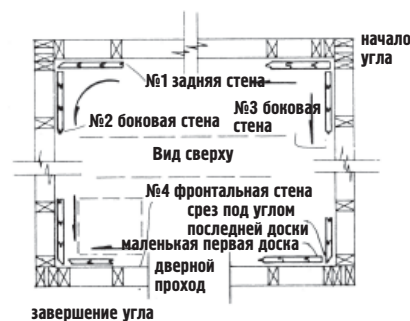 начало
угла
№1 задняя стена
№2 боковая стена
№3 боковая
стена
Вид сверху
№4 фронтальная стена
срез под углом
последней доски
маленькая первая доска
дверной
проход
завершение угла